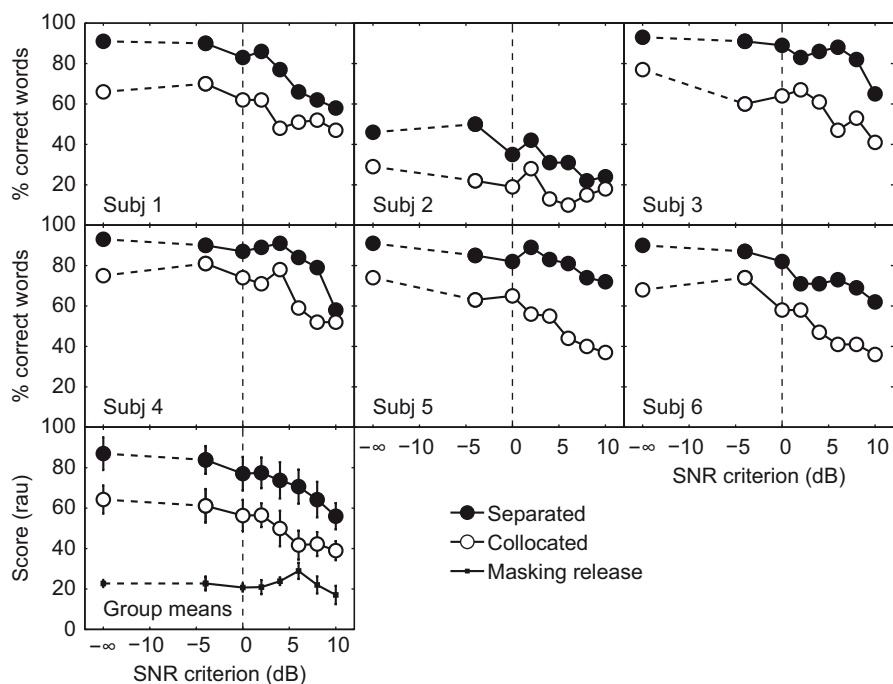 100
80
60
40
20
% correct words
Subj 1
Subj 2
Subj 3
100
80
60
40
20
% correct words
Subj 4
Subj 5
Subj 6
100
80
60
40
20
0
Score (rau)
Group means
−∞ −10 −5 0 5 10
SNR criterion (dB)
−∞ −10 −5 0 5 10
−∞ −10 −5 0 5 10
SNR criterion (dB)
Separated
Collocated
Masking release